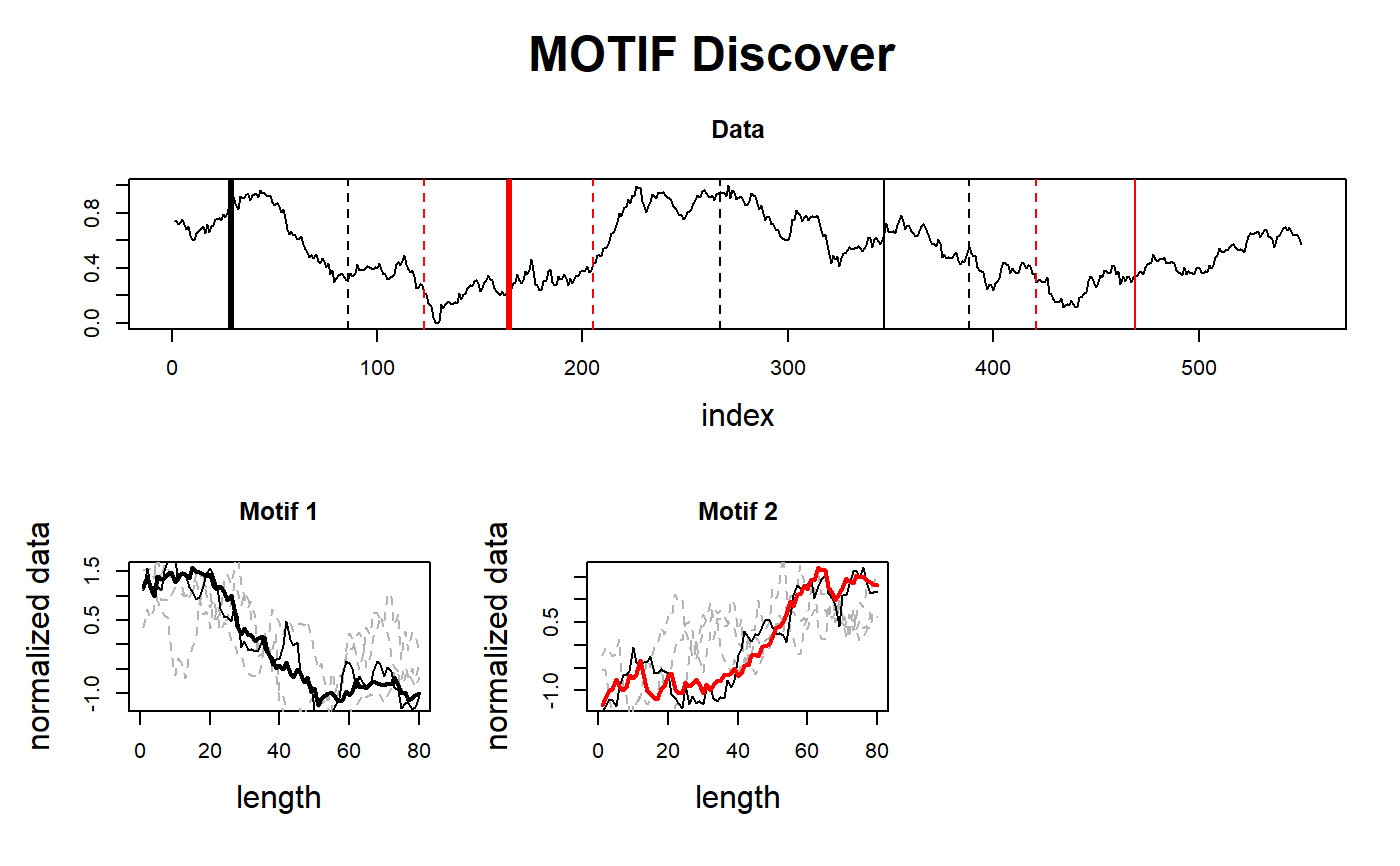 MOTIF Discover
Data
0.0 0.4 0.8
0 100 200 300 400 500
index
Motif 1
normalized data
-1.0 0.5 1.5
0 20 40 60 80
length
Motif 2
normalized data
-1.0 0.5
0 20 40 60 80
length